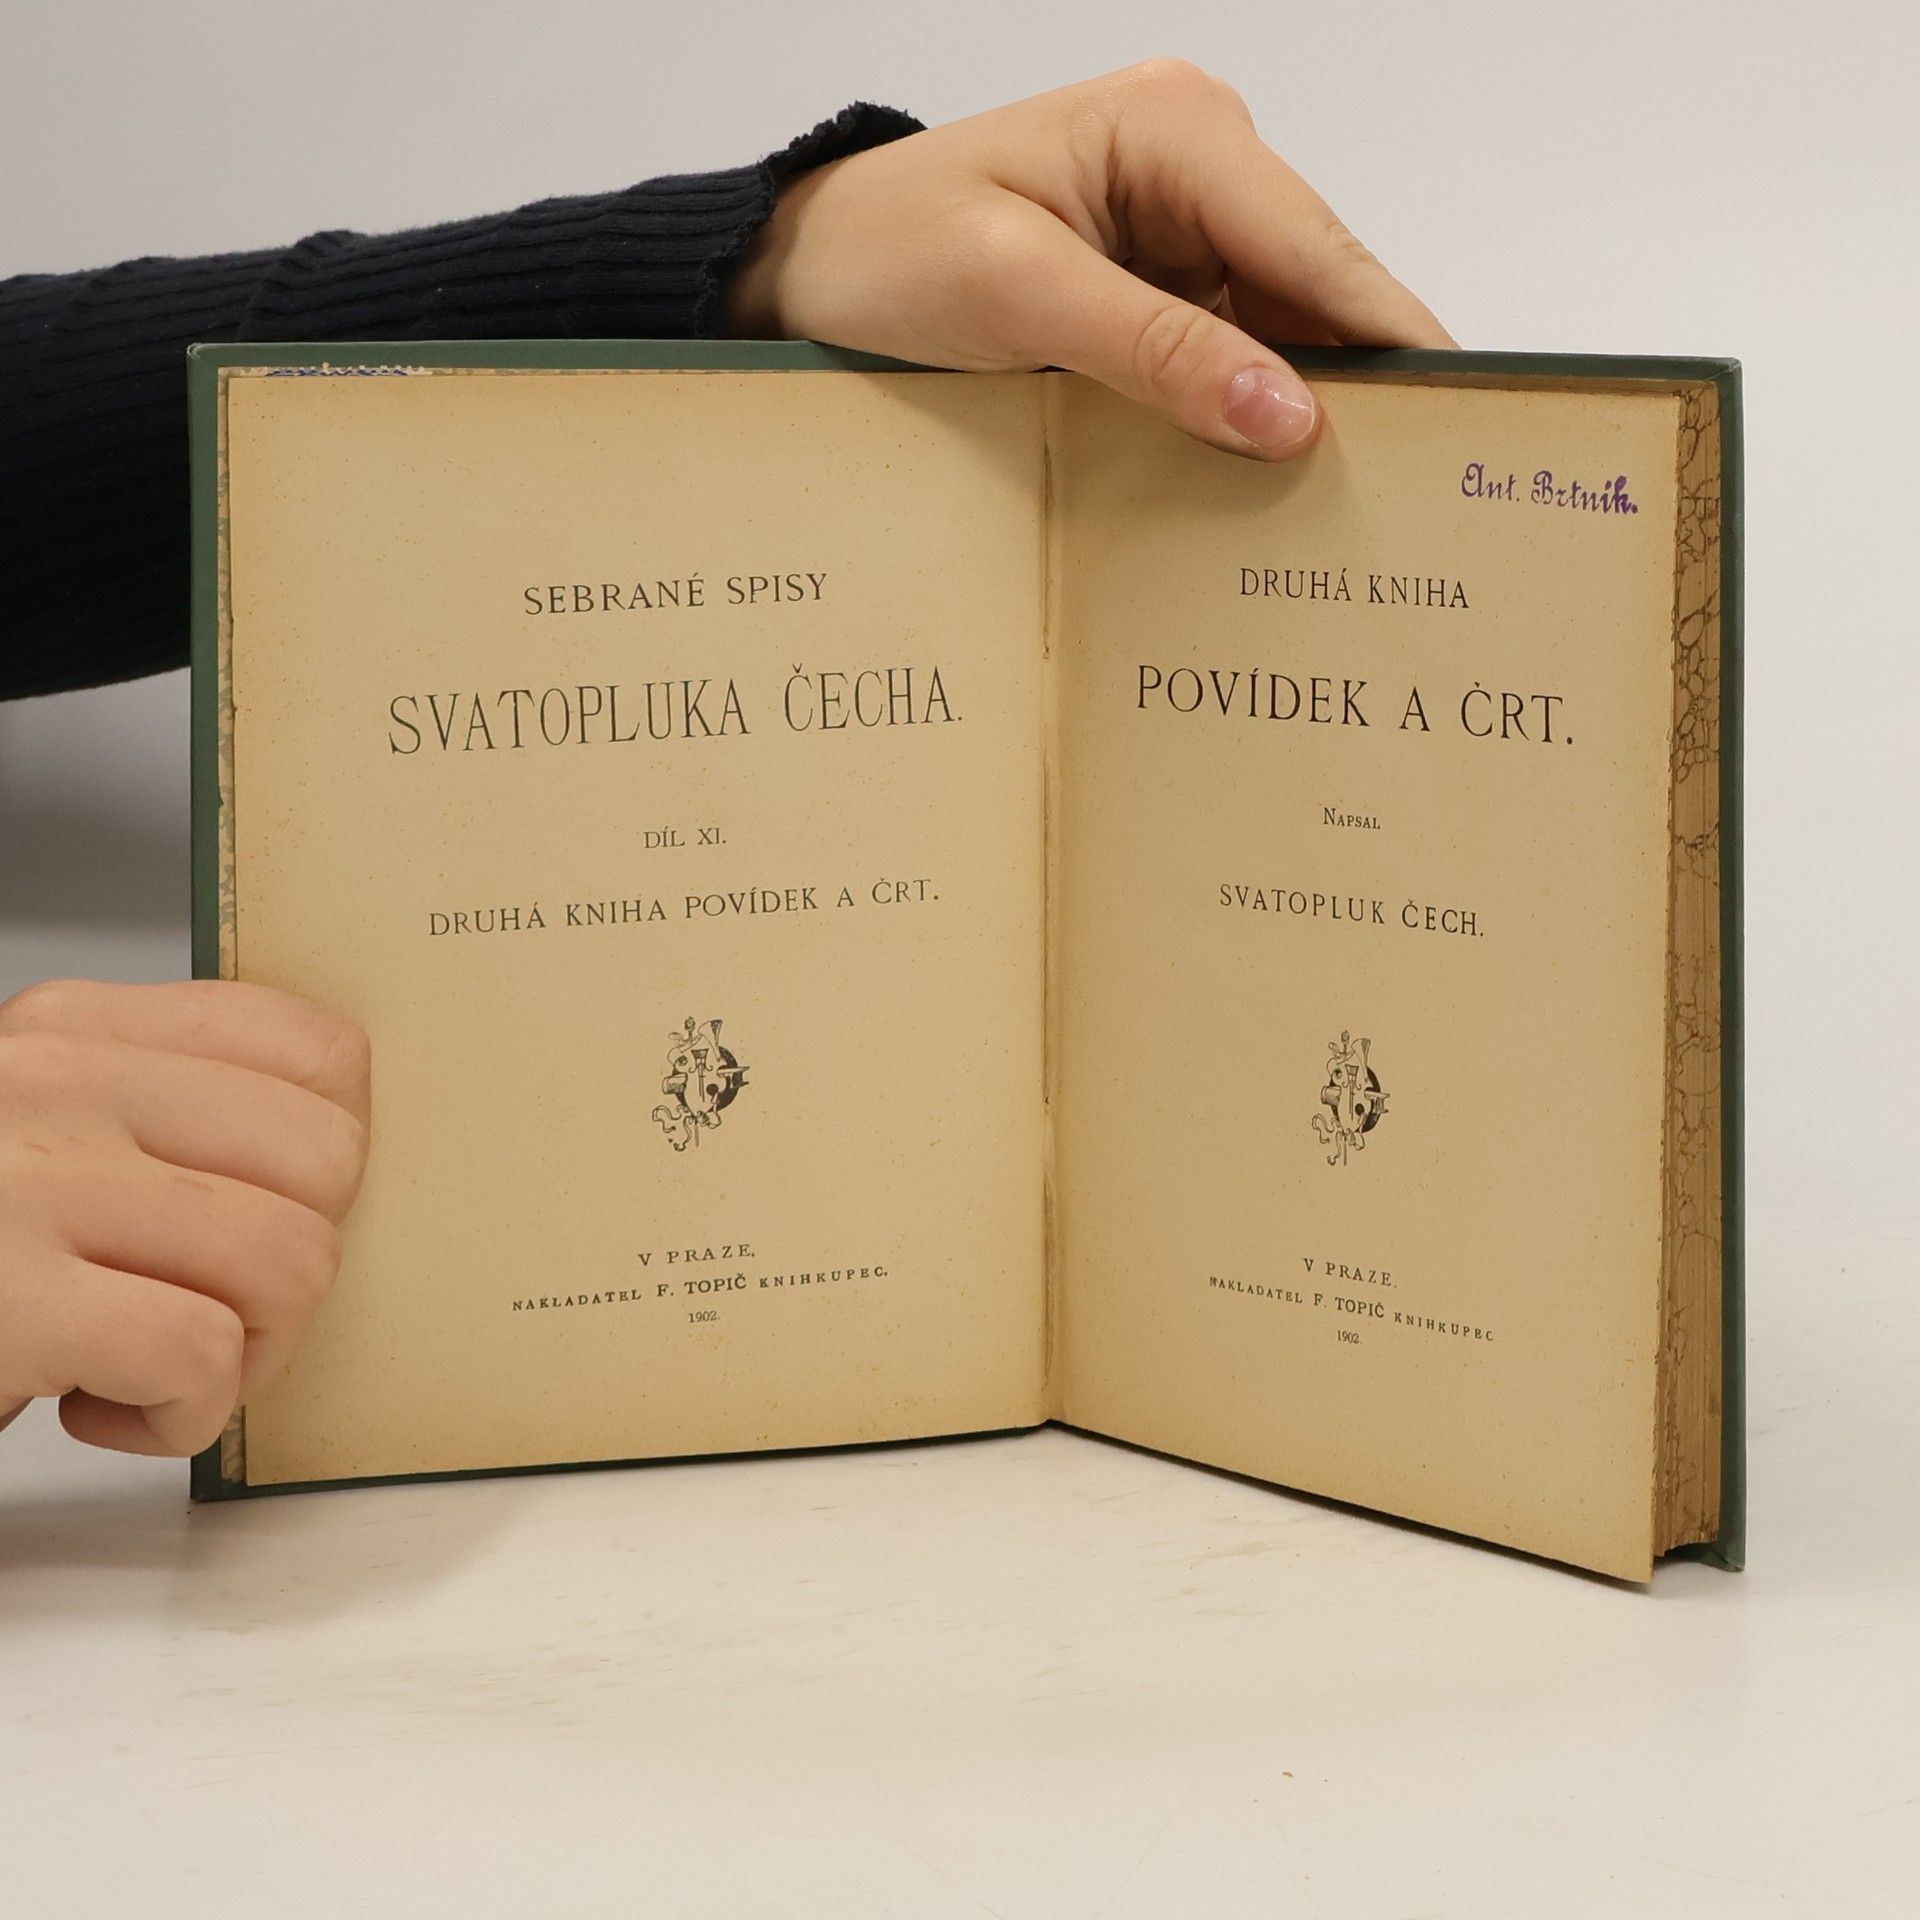 SEBRANÉ SPISY
SVATOPLUKA ČECHA.
DÍL XI.
DRUHÁ KNIHA POVÍDEK A ČRT.
V PRAZE.
NAKLADATEL F. TOPIČ KNIHKUPEC.
1902.
Ant. Brtnik.
DRUHÁ KNIHA
POVÍDEK A ČRT.
NAPSAL
SVATOPLUK ČECH.
V PRAZE.
NAKLADATEL F. TOPIČ KNIHKUPEC
1902.